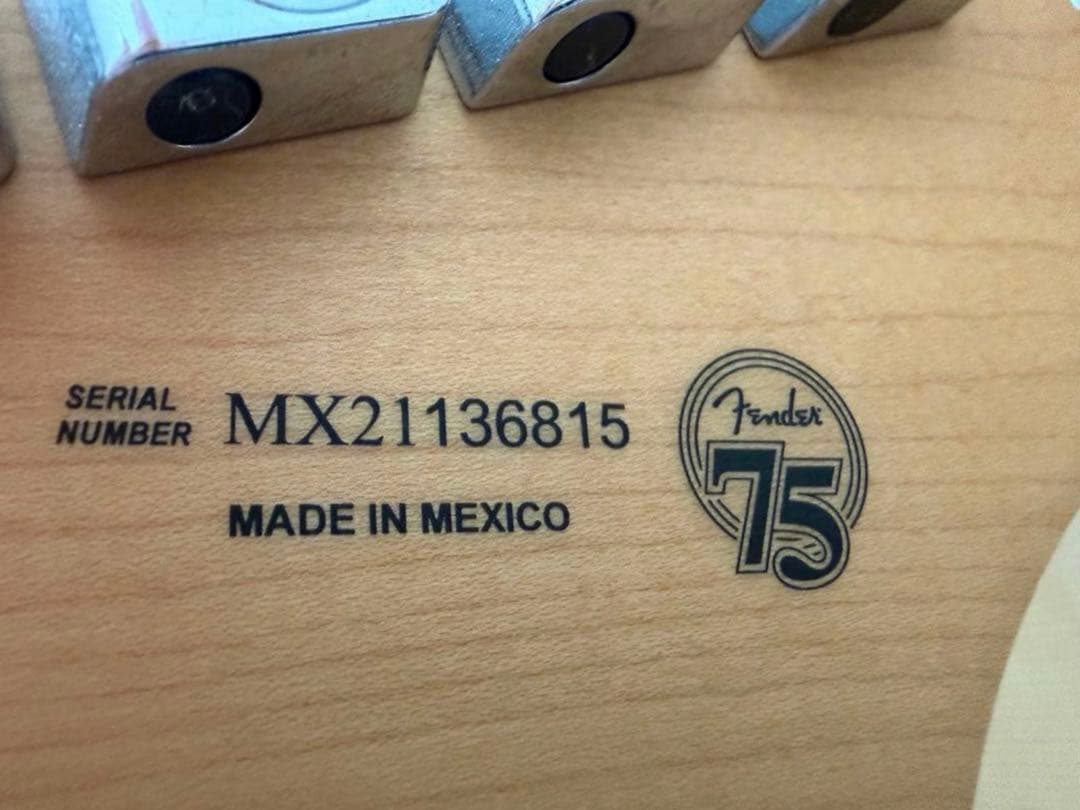 SERIAL
NUMBER MX21136815
MADE IN MEXICO
Fender
75